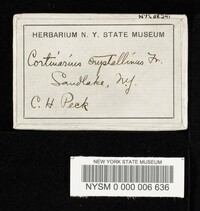 HERBARIUM N. Y. STATE MUSEUM
Cortinarius crystallinus Fr.
Sandlake, N.Y.
C. H. Peck
NEW YORK STATE MUSEUM
NYSM 0 000 006 636